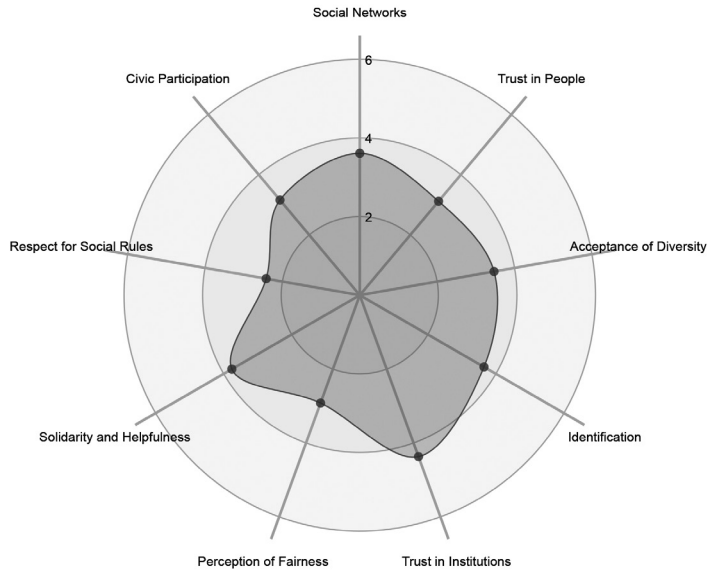 Social Networks
6
Civic Participation
Trust in People
4
2
Respect for Social Rules
Acceptance of Diversity
Solidarity and Helpfulness
Identification
Perception of Fairness
Trust in Institutions